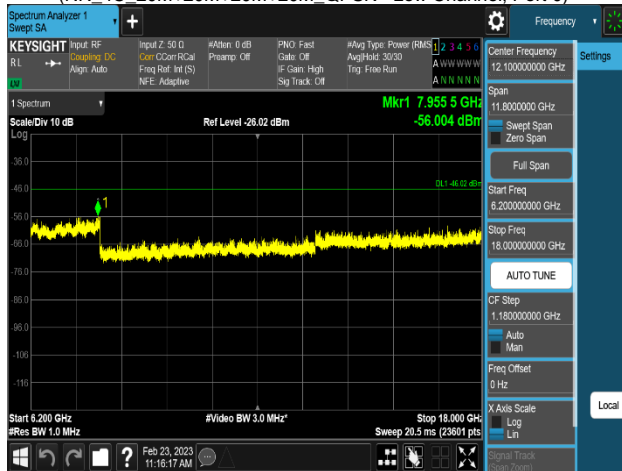 Spectrum Analyzer 1
Swept SA
Frequency
KEYSIGHT
RL
Input: RF
Coupling: DC
Align: Auto
Input Z: 50 Ω
Corr CCorr RCal
Freq Ref: Int (S)
NFE: Adaptive
#Atten: 0 dB
Preamp: Off
PNO: Fast
Gate: Off
IF Gain: High
Sig Track: Off
#Avg Type: Power (RMS
Avg|Hold: 30/30
Trig: Free Run
1 2 3 4 5 6
A W W W W W
A N N N N N
1 Spectrum
Scale/Div 10 dB
Log
Ref Level -26.02 dBm
Mkr1 7.955 5 GHz
-56.004 dBm
DL1 -46.02 dBm
1
-36.0
-46.0
-56.0
-66.0
-76.0
-86.0
-96.0
-106
-116
Start 6.200 GHz
#Res BW 1.0 MHz
#Video BW 3.0 MHz*
Stop 18.000 GHz
Sweep 20.5 ms (23601 pts
Feb 23, 2023
11:16:17 AM
Settings
Center Frequency
12.100000000 GHz
Span
11.8000000 GHz
Swept Span
Zero Span
Full Span
Start Freq
6.200000000 GHz
Stop Freq
18.000000000 GHz
AUTO TUNE
CF Step
1.180000000 GHz
Auto
Man
Freq Offset
0 Hz
X Axis Scale
Log
Lin
Signal Track
(Span Zoom)
Local